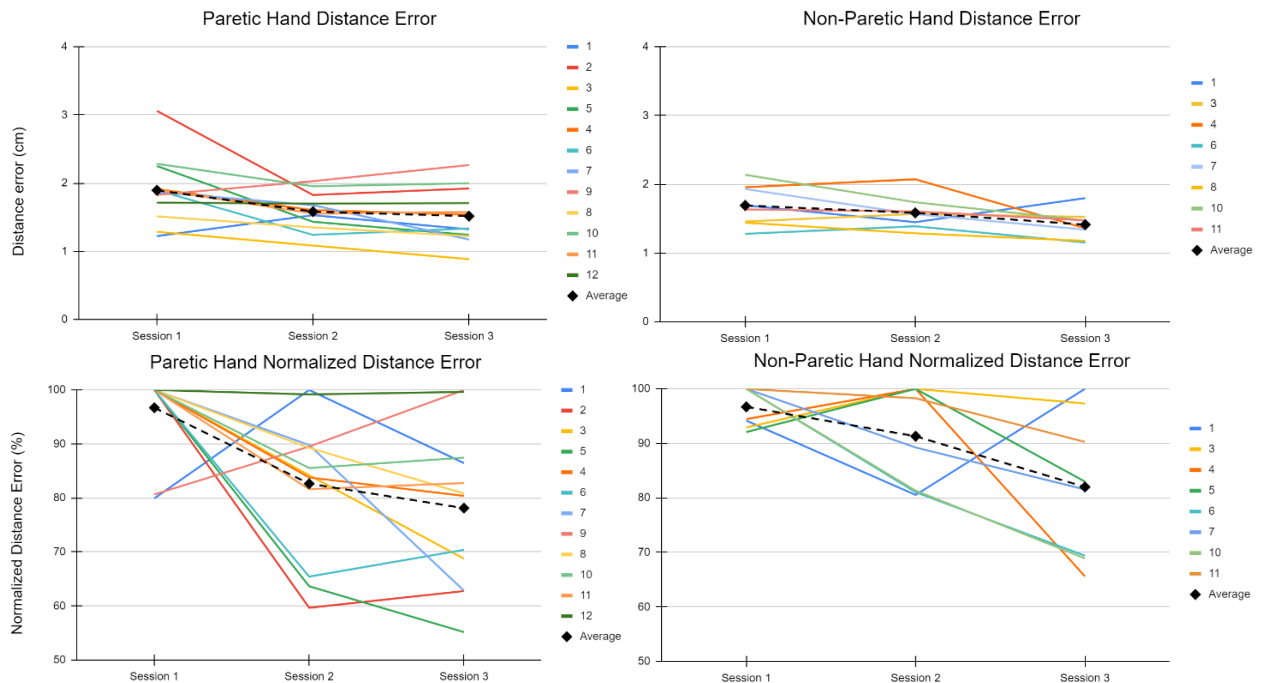 Paretic Hand Distance Error
Distance error (cm)
4
3
2
1
0
Session 1
Session 2
Session 3
1
2
3
5
4
6
7
9
8
10
11
12
Average
Non-Paretic Hand Distance Error
4
3
2
1
0
Session 1
Session 2
Session 3
1
3
4
6
7
8
10
11
Average
Paretic Hand Normalized Distance Error
Normalized Distance Error (%)
100
90
80
70
60
50
Session 1
Session 2
Session 3
1
2
3
5
4
6
7
9
8
10
11
12
Average
Non-Paretic Hand Normalized Distance Error
100
90
80
70
60
50
Session 1
Session 2
Session 3
1
3
4
5
6
7
10
11
Average